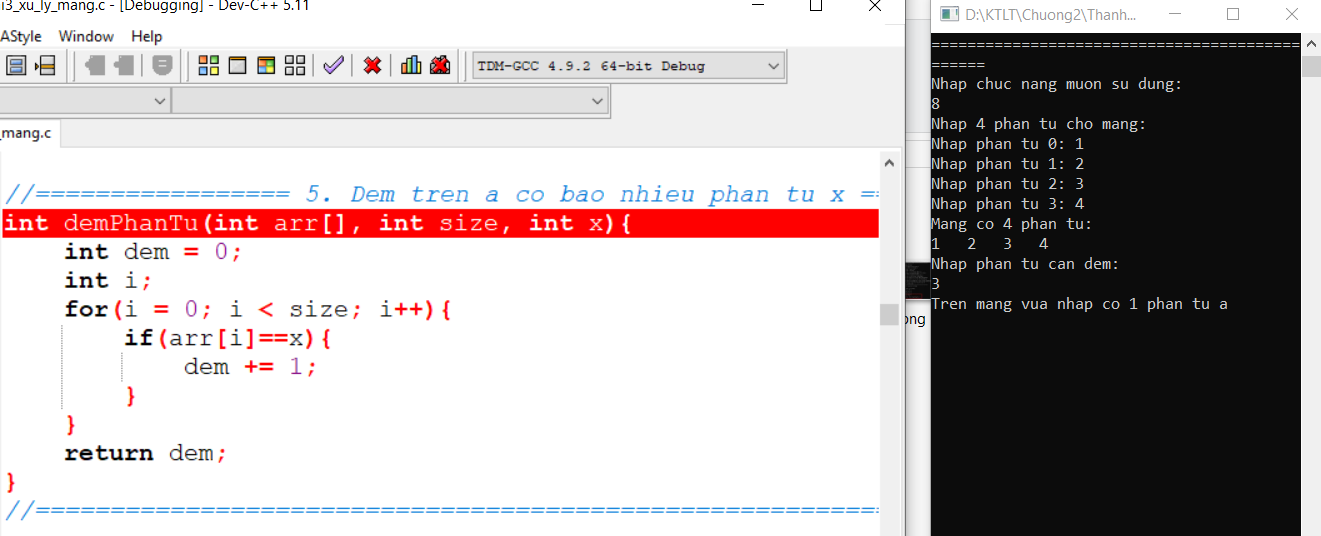 i3_xu_ly_mang.c - [Debugging] - Dev-C++ 5.11
AStyle Window Help
TDM-GCC 4.9.2 64-bit Debug
_mang.c
//================= 5. Dem tren a co bao nhieu phan tu x ==
int demPhanTu(int arr[], int size, int x){
int dem = 0;
int i;
for(i = 0; i < size; i++){
if(arr[i]==x){
dem += 1;
}
}
return dem;
}
//=========================================================
ong
D:\KTLT\Chuong2\Thanh...
=========================================
======
Nhap chuc nang muon su dung:
8
Nhap 4 phan tu cho mang:
Nhap phan tu 0: 1
Nhap phan tu 1: 2
Nhap phan tu 2: 3
Nhap phan tu 3: 4
Mang co 4 phan tu:
1 2 3 4
Nhap phan tu can dem:
3
Tren mang vua nhap co 1 phan tu a